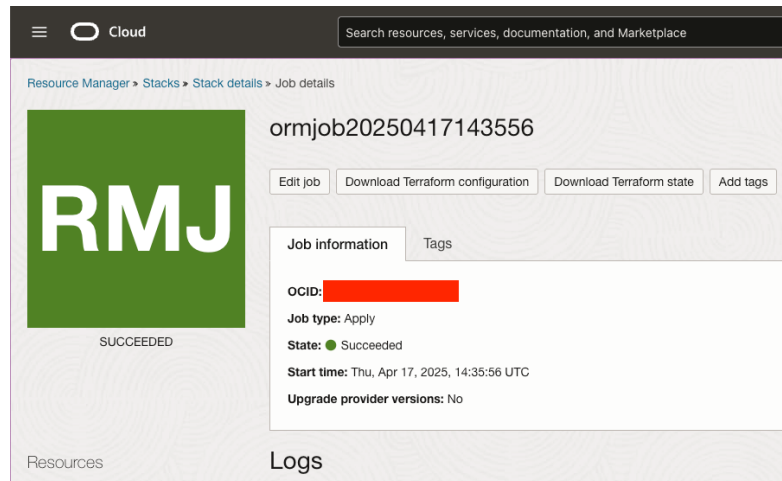 Cloud
Search resources, services, documentation, and Marketplace
Resource Manager » Stacks » Stack details » Job details
RMJ
SUCCEEDED
ormjob20250417143556
Edit job
Download Terraform configuration
Download Terraform state
Add tags
Job information
Tags
OCID:
Job type: Apply
State: Succeeded
Start time: Thu, Apr 17, 2025, 14:35:56 UTC
Upgrade provider versions: No
Resources
Logs